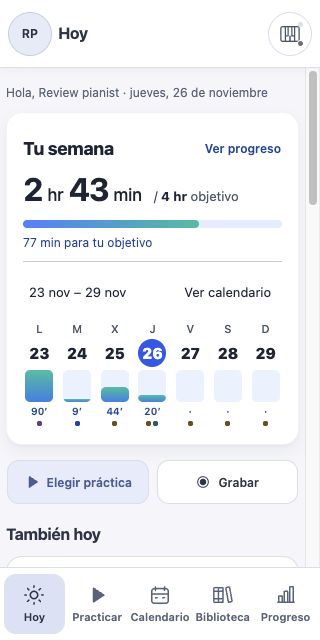 RP Hoy
Hola, Review pianist · jueves, 26 de noviembre
Tu semana Ver progreso
2 hr 43 min / 4 hr objetivo
77 min para tu objetivo
23 nov – 29 nov Ver calendario
L M X J V S D
23 24 25 26 27 28 29
90′ 9′ 44′ 20′ · · ·
Elegir práctica Grabar
También hoy
Hoy Practicar Calendario Biblioteca Progreso